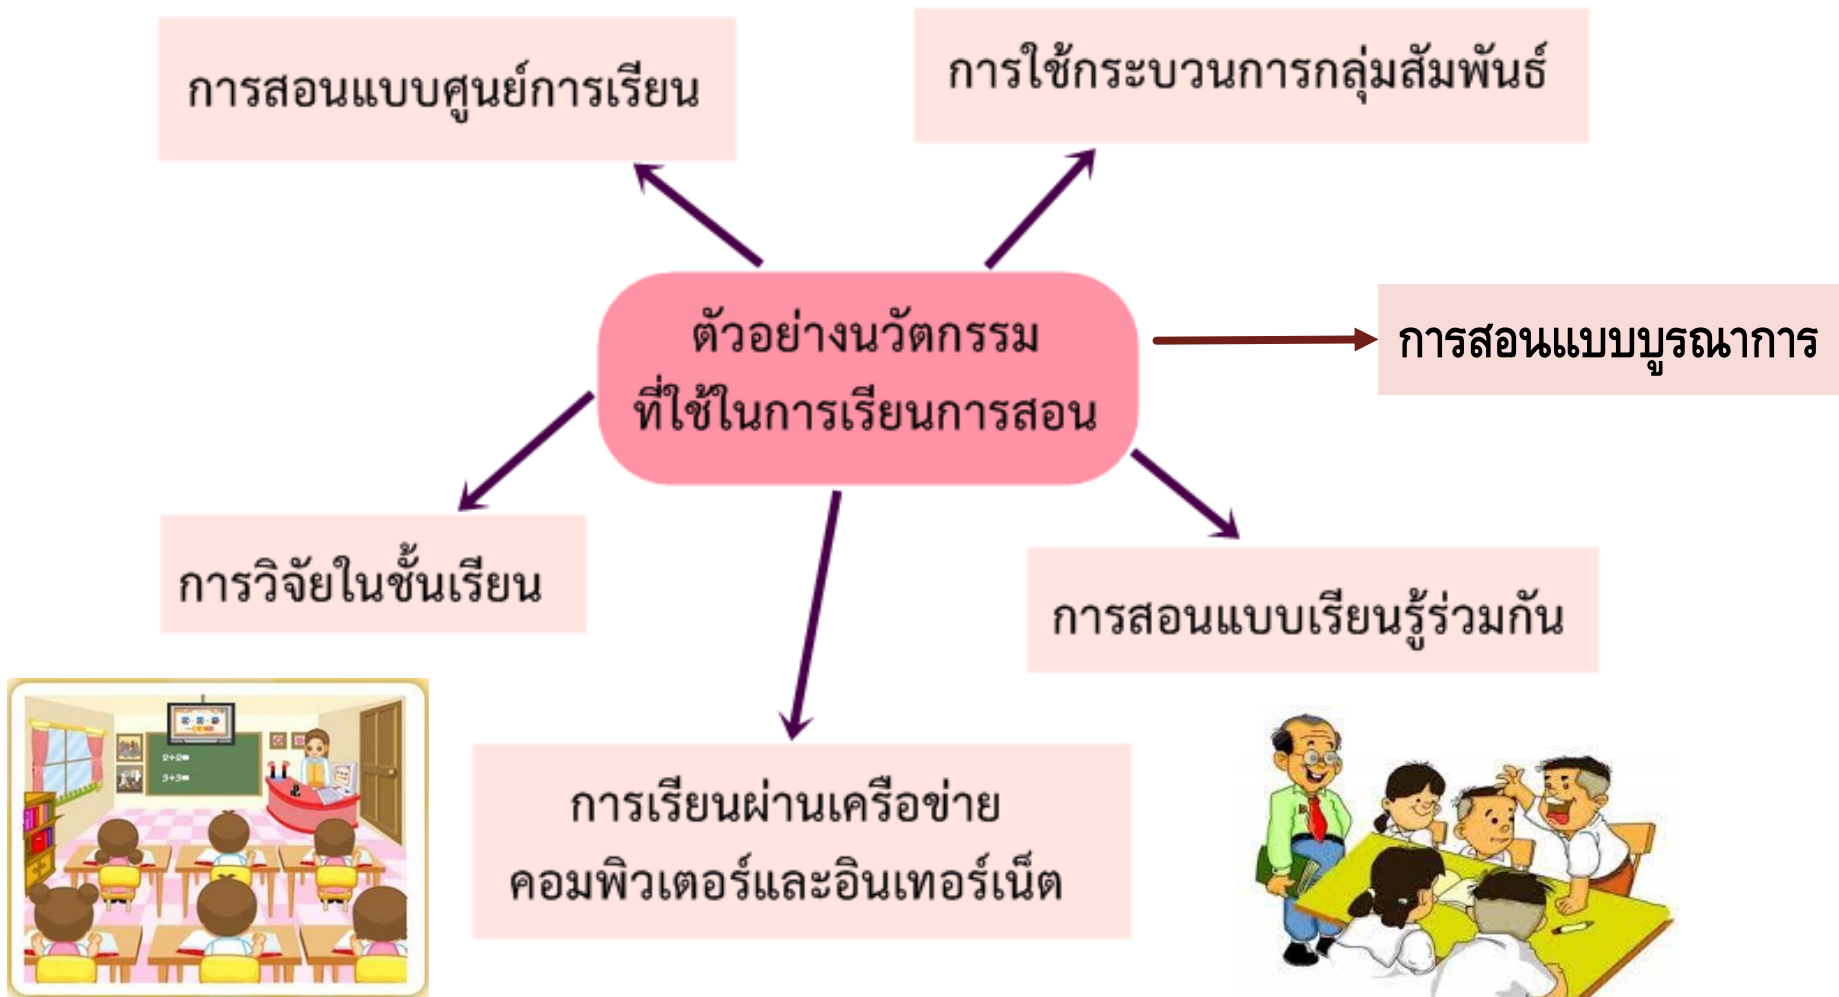 การสอนแบบศูนย์การเรียน
การใช้กระบวนการกลุ่มสัมพันธ์
ตัวอย่างนวัตกรรม
ที่ใช้ในการเรียนการสอน
การสอนแบบบูรณาการ
การวิจัยในชั้นเรียน
การสอนแบบเรียนรู้ร่วมกัน
การเรียนผ่านเครือข่าย
คอมพิวเตอร์และอินเทอร์เน็ต
2+2=
3+3=